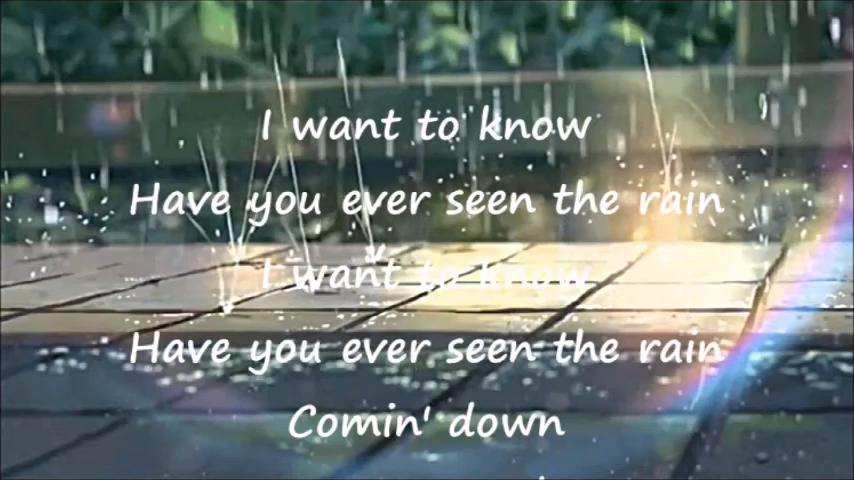 I want to know
Have you ever seen the rain
I want to know
Have you ever seen the rain
Comin' down